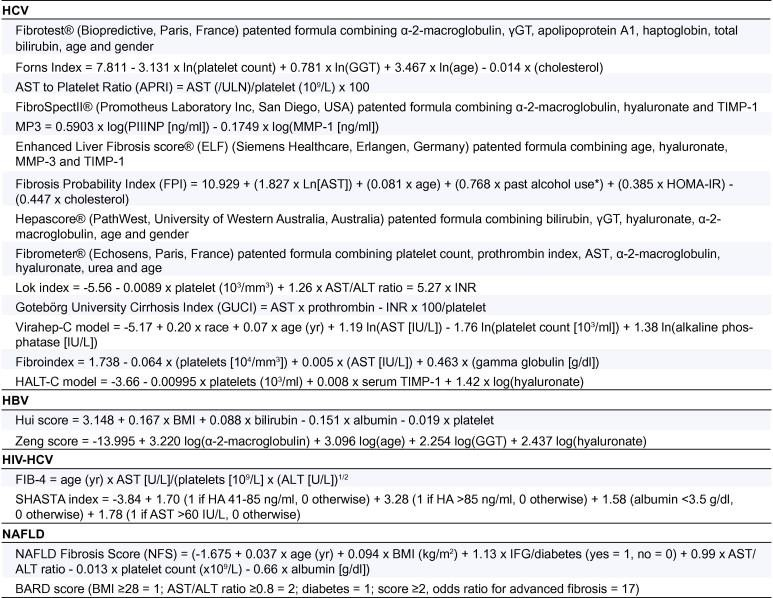 HCV
Fibrotest® (Biopredictive, Paris, France) patented formula combining α-2-macroglobulin, γGT, apolipoprotein A1, haptoglobin, total
bilirubin, age and gender
Forns Index = 7.811 - 3.131 x ln(platelet count) + 0.781 x ln(GGT) + 3.467 x ln(age) - 0.014 x (cholesterol)
AST to Platelet Ratio (APRI) = AST (/ULN)/platelet (10⁹/L) x 100
FibroSpectII® (Promotheus Laboratory Inc, San Diego, USA) patented formula combining α-2-macroglobulin, hyaluronate and TIMP-1
MP3 = 0.5903 x log(PIIINP [ng/ml]) - 0.1749 x log(MMP-1 [ng/ml])
Enhanced Liver Fibrosis score® (ELF) (Siemens Healthcare, Erlangen, Germany) patented formula combining age, hyaluronate,
MMP-3 and TIMP-1
Fibrosis Probability Index (FPI) = 10.929 + (1.827 x Ln[AST]) + (0.081 x age) + (0.768 x past alcohol use*) + (0.385 x HOMA-IR) -
(0.447 x cholesterol)
Hepascore® (PathWest, University of Western Australia, Australia) patented formula combining bilirubin, γGT, hyaluronate, α-2-
macroglobulin, age and gender
Fibrometer® (Echosens, Paris, France) patented formula combining platelet count, prothrombin index, AST, α-2-macroglobulin,
hyaluronate, urea and age
Lok index = -5.56 - 0.0089 x platelet (10³/mm³) + 1.26 x AST/ALT ratio = 5.27 x INR
Gotebörg University Cirrhosis Index (GUCI) = AST x prothrombin - INR x 100/platelet
Virahep-C model = -5.17 + 0.20 x race + 0.07 x age (yr) + 1.19 ln(AST [IU/L]) - 1.76 ln(platelet count [10³/ml]) + 1.38 ln(alkaline phos-
phatase [IU/L])
Fibroindex = 1.738 - 0.064 x (platelets [10⁴/mm³]) + 0.005 x (AST [IU/L]) + 0.463 x (gamma globulin [g/dl])
HALT-C model = -3.66 - 0.00995 x platelets (10³/ml) + 0.008 x serum TIMP-1 + 1.42 x log(hyaluronate)
HBV
Hui score = 3.148 + 0.167 x BMI + 0.088 x bilirubin - 0.151 x albumin - 0.019 x platelet
Zeng score = -13.995 + 3.220 log(α-2-macroglobulin) + 3.096 log(age) + 2.254 log(GGT) + 2.437 log(hyaluronate)
HIV-HCV
FIB-4 = age (yr) x AST [U/L]/(platelets [10⁹/L] x (ALT [U/L])¹ᐟ²
SHASTA index = -3.84 + 1.70 (1 if HA 41-85 ng/ml, 0 otherwise) + 3.28 (1 if HA >85 ng/ml, 0 otherwise) + 1.58 (albumin <3.5 g/dl,
0 otherwise) + 1.78 (1 if AST >60 IU/L, 0 otherwise)
NAFLD
NAFLD Fibrosis Score (NFS) = (-1.675 + 0.037 x age (yr) + 0.094 x BMI (kg/m²) + 1.13 x IFG/diabetes (yes = 1, no = 0) + 0.99 x AST/
ALT ratio - 0.013 x platelet count (x10⁹/L) - 0.66 x albumin [g/dl])
BARD score (BMI ≥28 = 1; AST/ALT ratio ≥0.8 = 2; diabetes = 1; score ≥2, odds ratio for advanced fibrosis = 17)